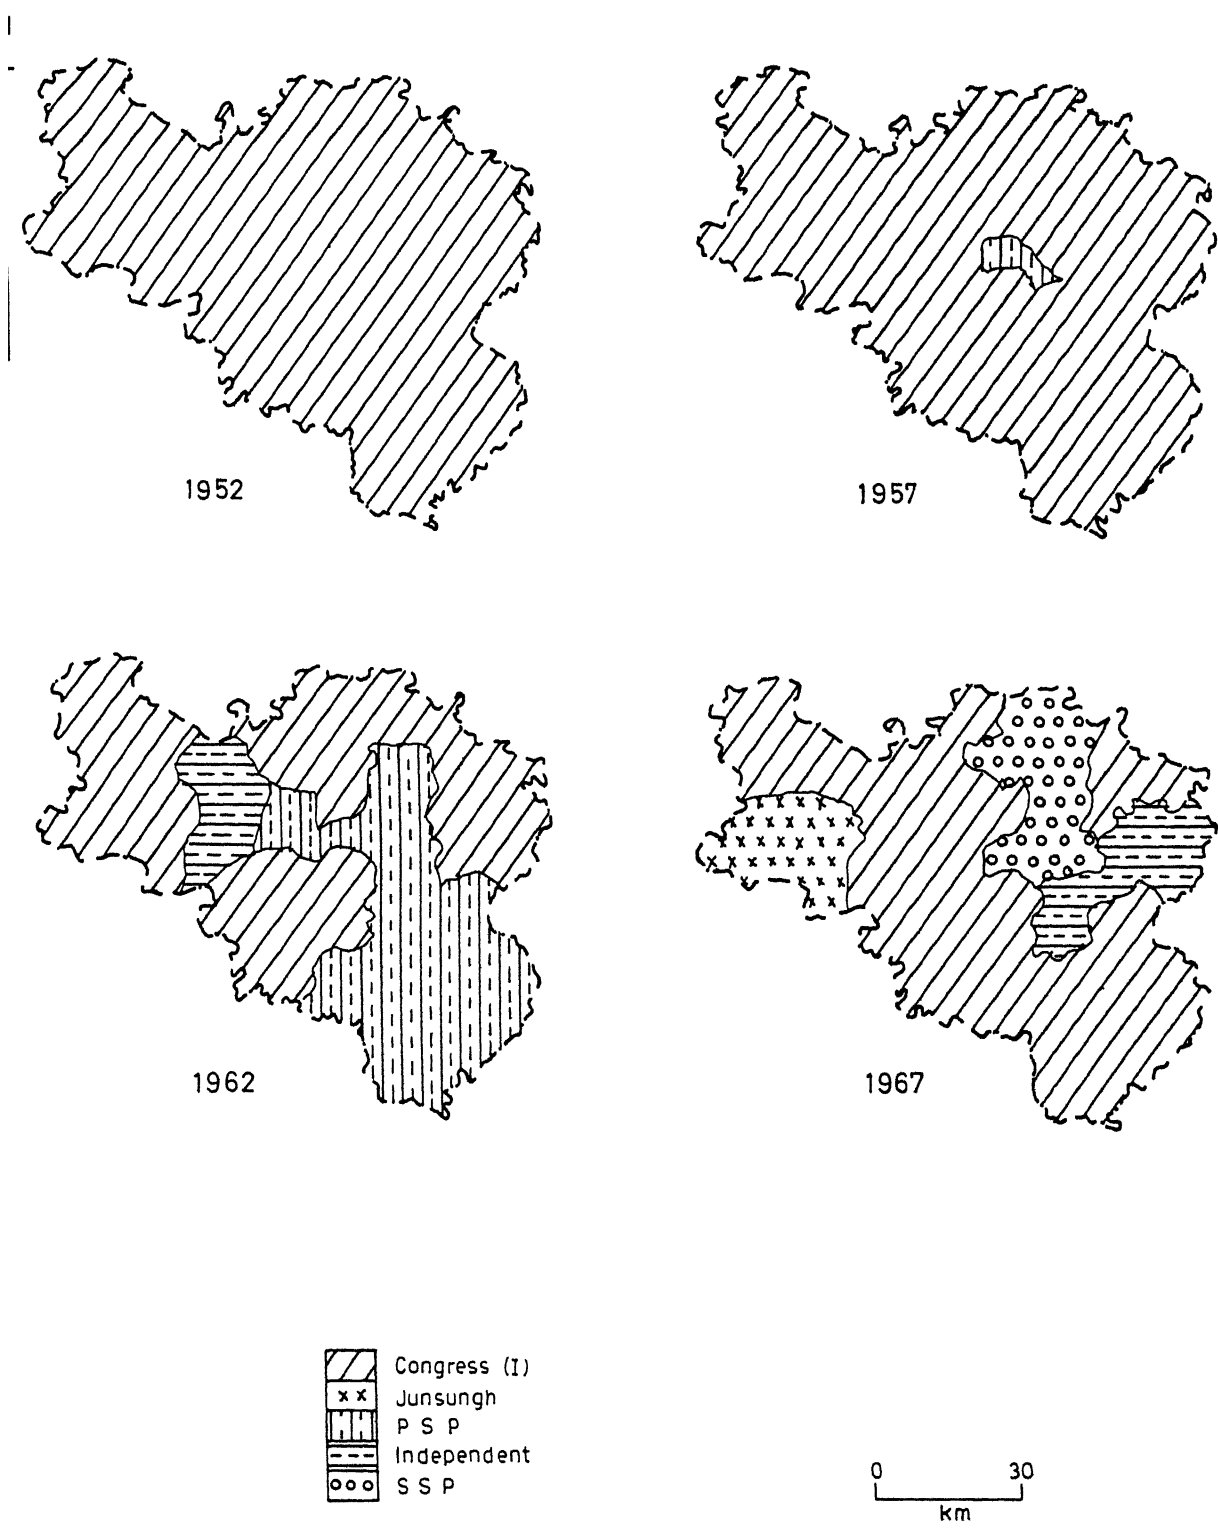 1952
1957
1962
1967
Congress (I)
Junsungh
P S P
Independent
S S P
0 30
km